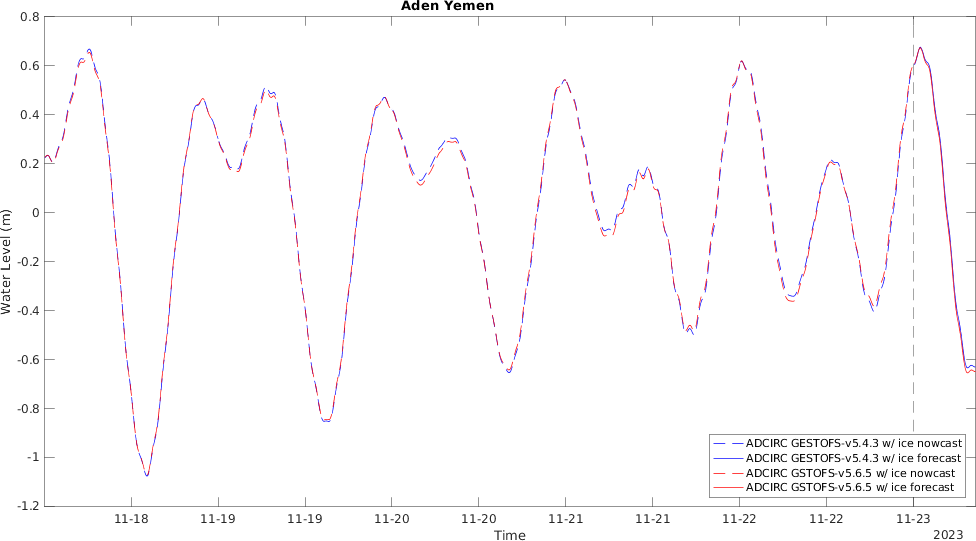 Aden Yemen
0.8
0.6
0.4
0.2
0
-0.2
-0.4
-0.6
-0.8
-1
-1.2
Water Level (m)
ADCIRC GESTOFS-v5.4.3 w/ ice nowcast
ADCIRC GESTOFS-v5.4.3 w/ ice forecast
ADCIRC GSTOFS-v5.6.5 w/ ice nowcast
ADCIRC GSTOFS-v5.6.5 w/ ice forecast
11-18 11-19 11-19 11-20 11-20 11-21 11-21 11-22 11-22 11-23
Time
2023